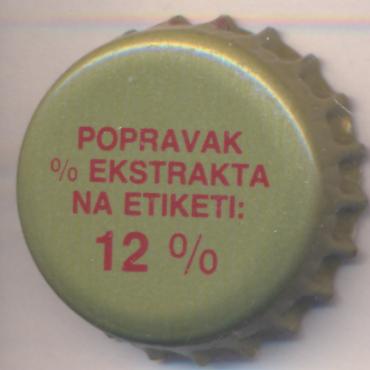 POPRAVAK
% EKSTRAKTA
NA ETIKETI:
12 %